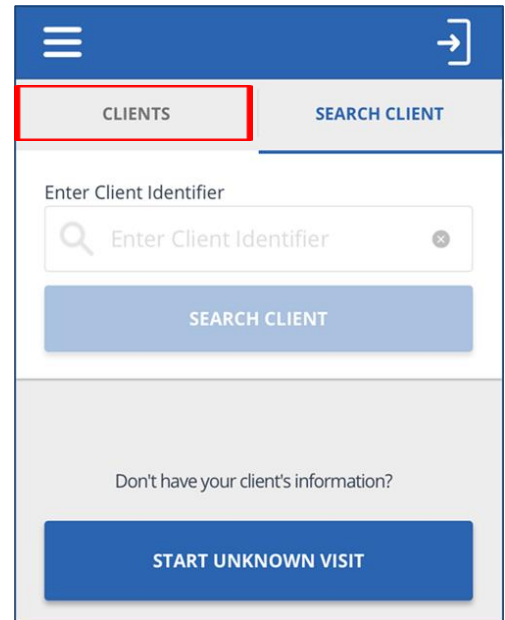 CLIENTS
SEARCH CLIENT
Enter Client Identifier
Enter Client Identifier
SEARCH CLIENT
Don't have your client's information?
START UNKNOWN VISIT